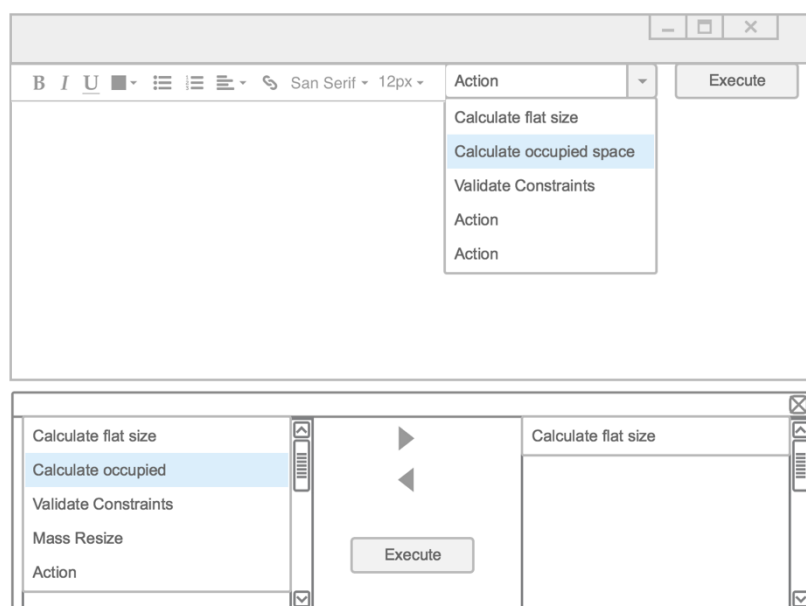 B I U San Serif 12px Action Execute
Calculate flat size
Calculate occupied space
Validate Constraints
Action
Action
Calculate flat size
Calculate occupied
Validate Constraints
Mass Resize
Action
Execute
Calculate flat size